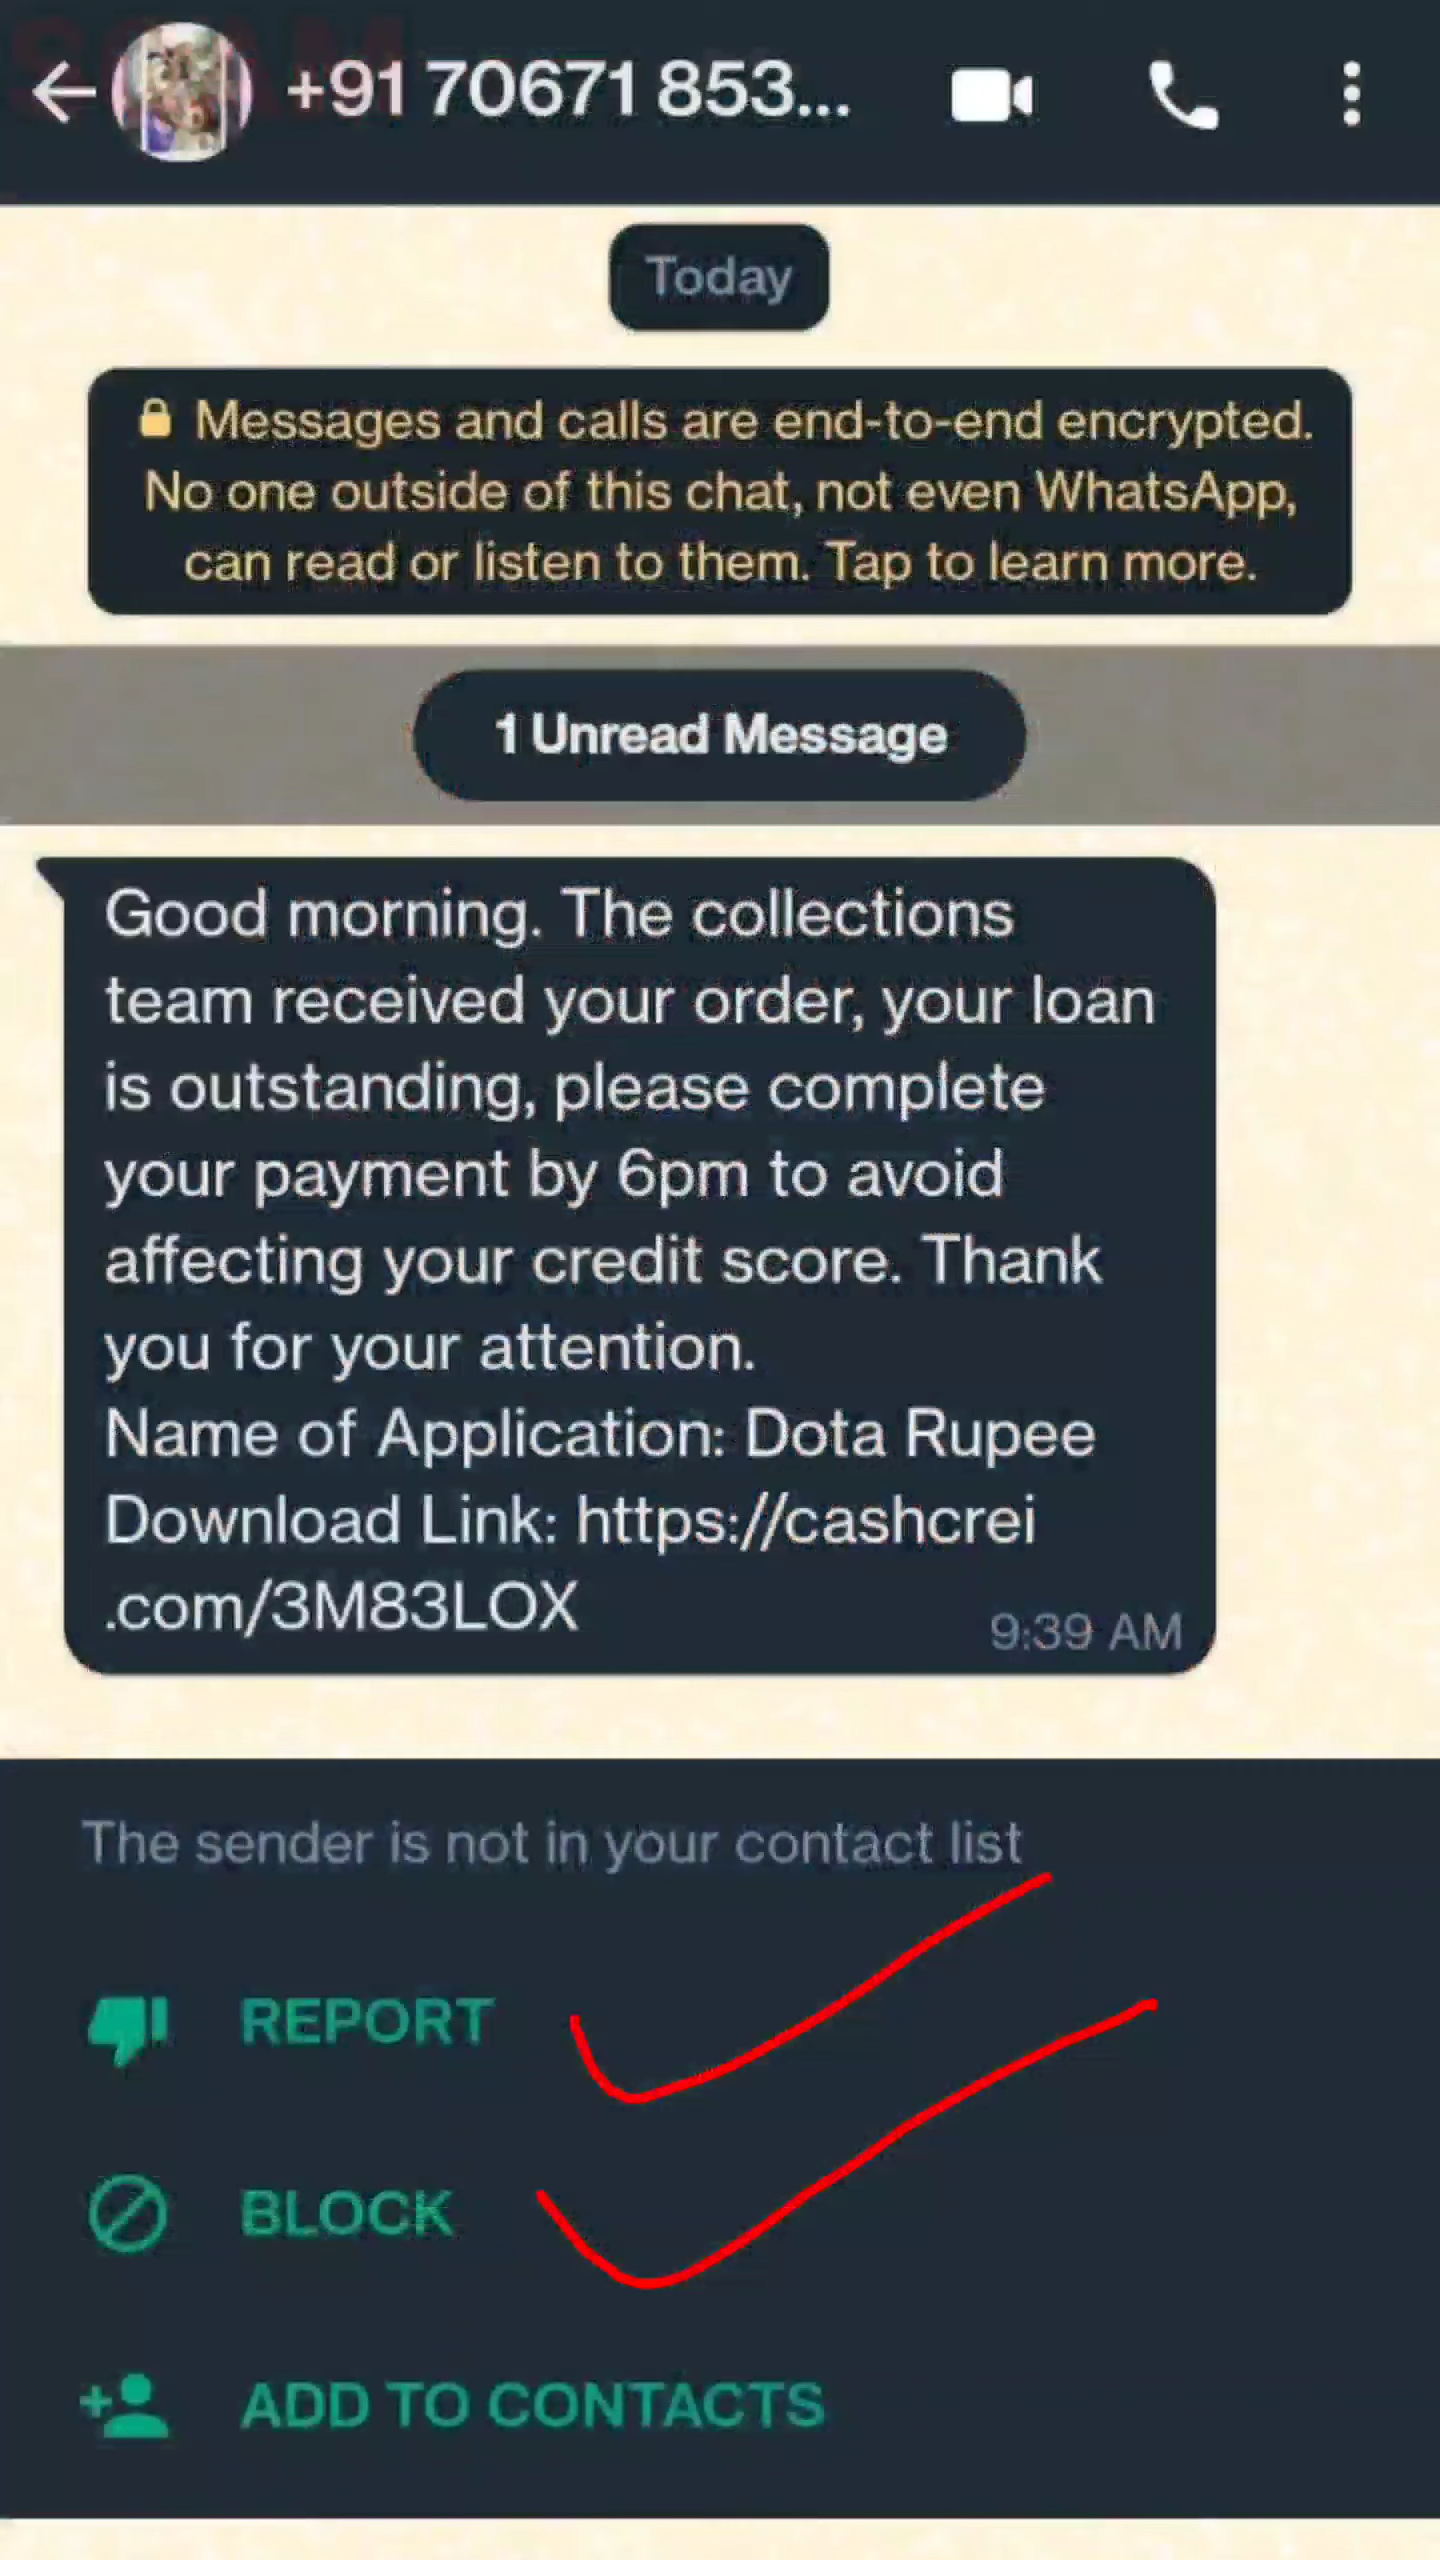 SCAM
+91 70671 853...
Today
Messages and calls are end-to-end encrypted.
No one outside of this chat, not even WhatsApp,
can read or listen to them. Tap to learn more.
1 Unread Message
Good morning. The collections
team received your order, your loan
is outstanding, please complete
your payment by 6pm to avoid
affecting your credit score. Thank
you for your attention.
Name of Application: Dota Rupee
Download Link: https://cashcrei
.com/3M83LOX
9:39 AM
The sender is not in your contact list
REPORT
BLOCK
ADD TO CONTACTS